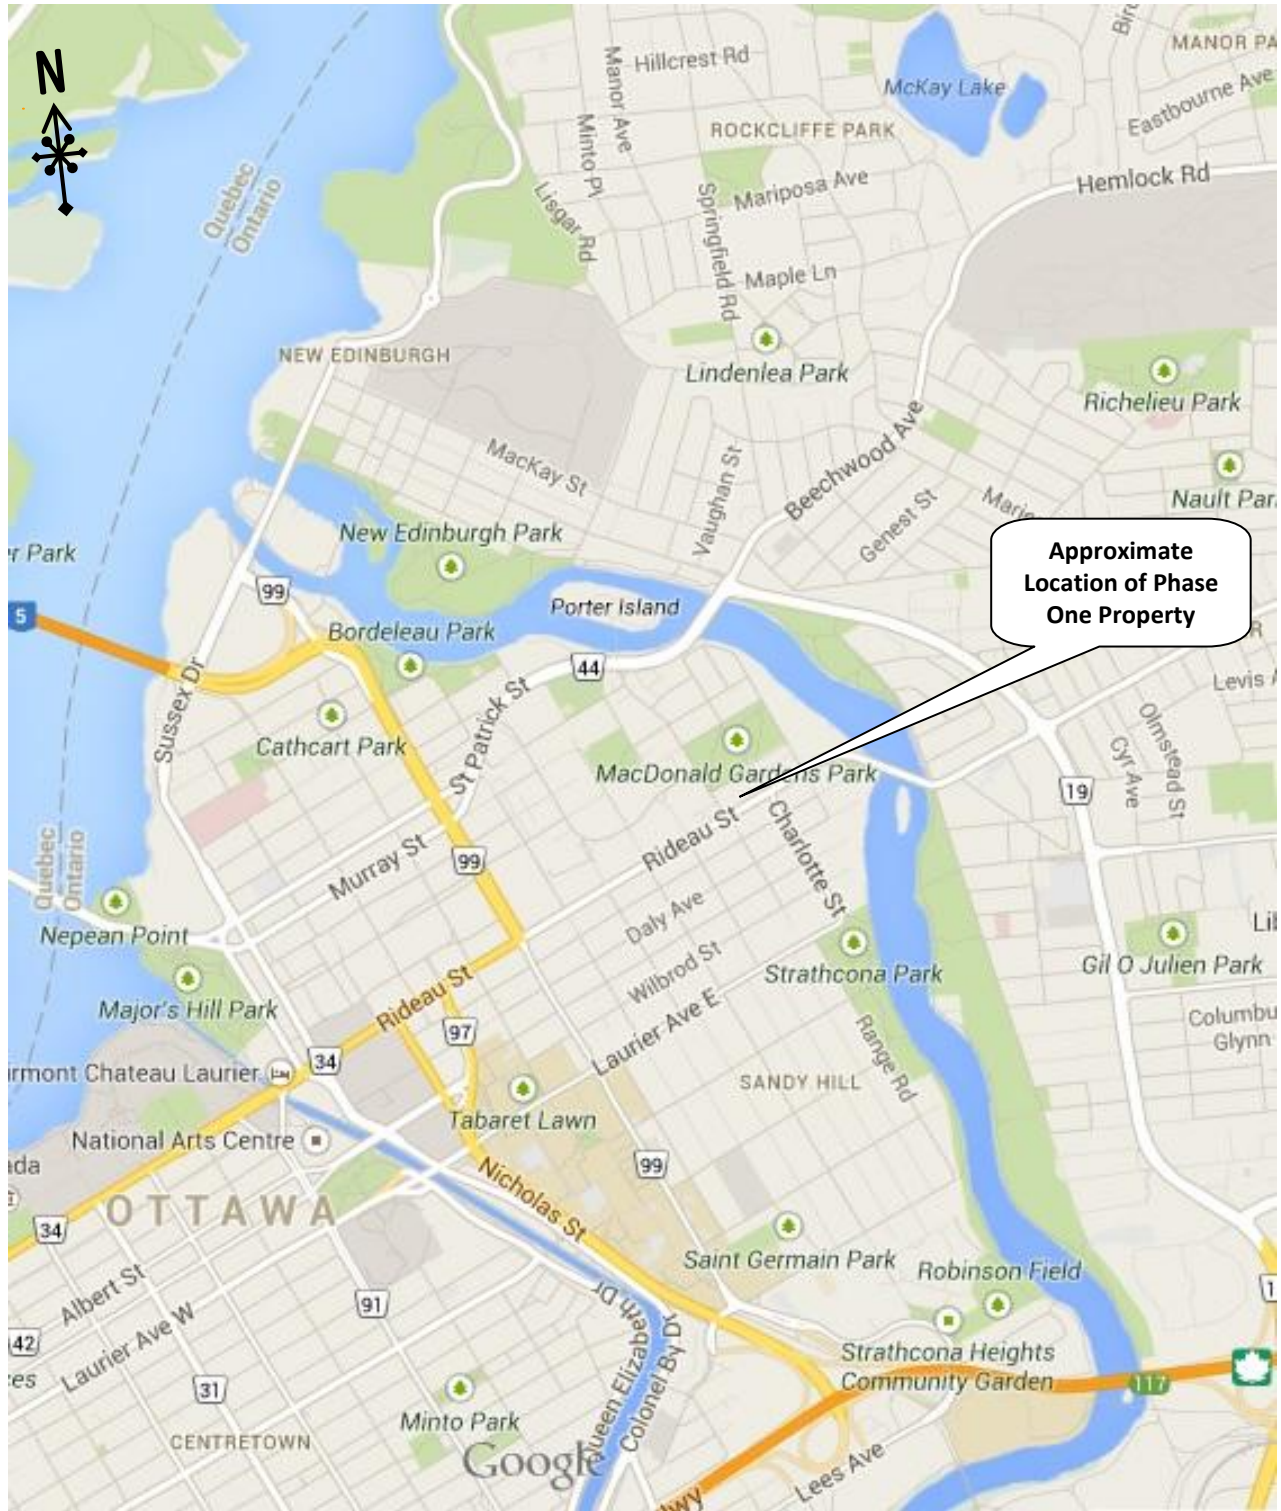 N
Hillcrest Rd
Manor Ave
Minto Pl
McKay Lake
MANOR PA
Eastbourne Ave
ROCKCLIFFE PARK
Mariposa Ave
Hemlock Rd
Springfield Rd
Lisgar Rd
Quebec
Ontario
Maple Ln
NEW EDINBURGH
Lindenlea Park
Richelieu Park
MacKay St
Vaughan St
Beechwood Ave
Genest St
Nault Par
New Edinburgh Park
r Park
Approximate
Location of Phase
One Property
5
99
Porter Island
Bordeleau Park
44
Levis
Sussex Dr
Cathcart Park
St Patrick St
MacDonald Gardens Park
Olmstead St
Cyr Ave
19
Quebec
Ontario
Murray St
99
Rideau St
Charlotte St
Nepean Point
Daly Ave
Wilbrod St
Strathcona Park
Gil O Julien Park
Major's Hill Park
Rideau St
97
Laurier Ave E
Range Rd
Columbu
Glynn
34
irmont Chateau Laurier
SANDY HILL
Tabaret Lawn
National Arts Centre
ada
99
OTTAWA
Nicholas St
34
Saint Germain Park
Robinson Field
Albert St
91
Queen Elizabeth Dr
Colonel By Dr
42
Laurier Ave W
Strathcona Heights
Community Garden
117
es
31
Minto Park
CENTRETOWN
Google
Lees Ave
wy